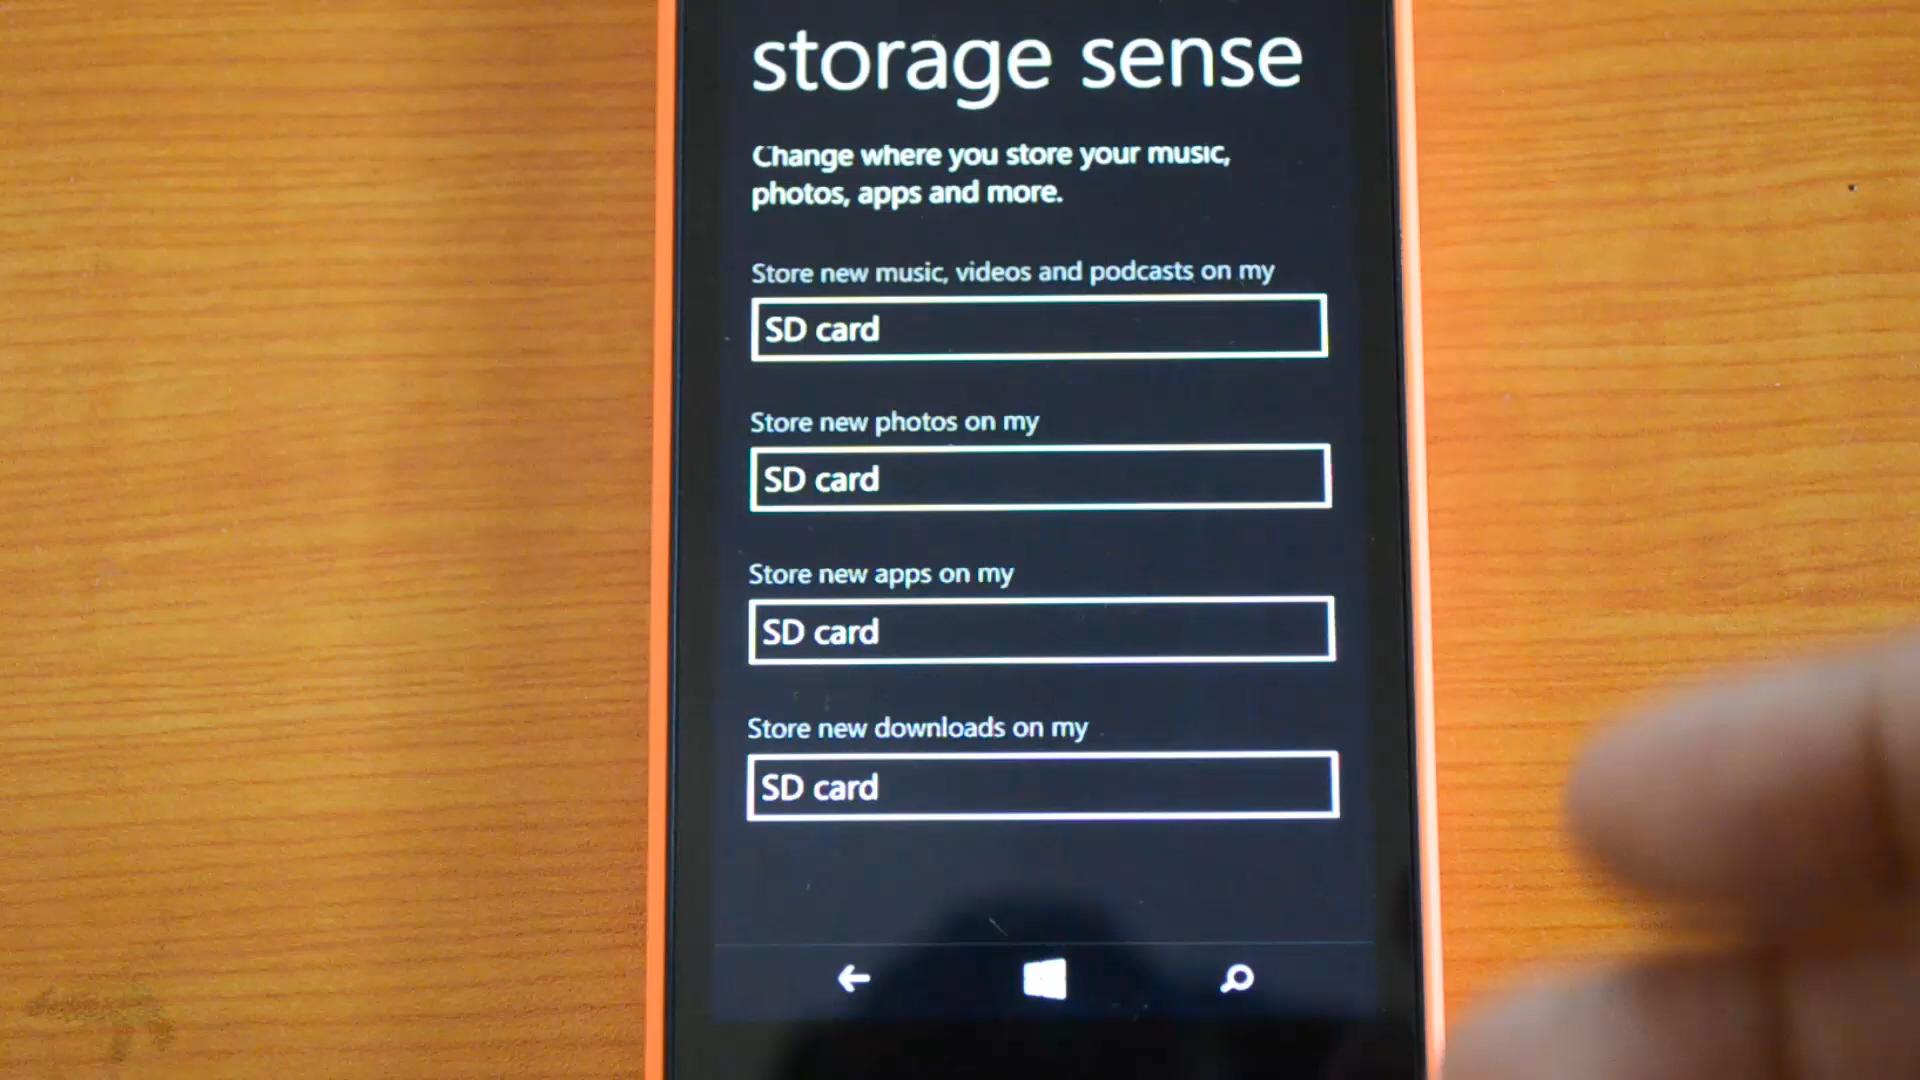 storage sense
Change where you store your music,
photos, apps and more.
Store new music, videos and podcasts on my
SD card
Store new photos on my
SD card
Store new apps on my
SD card
Store new downloads on my
SD card